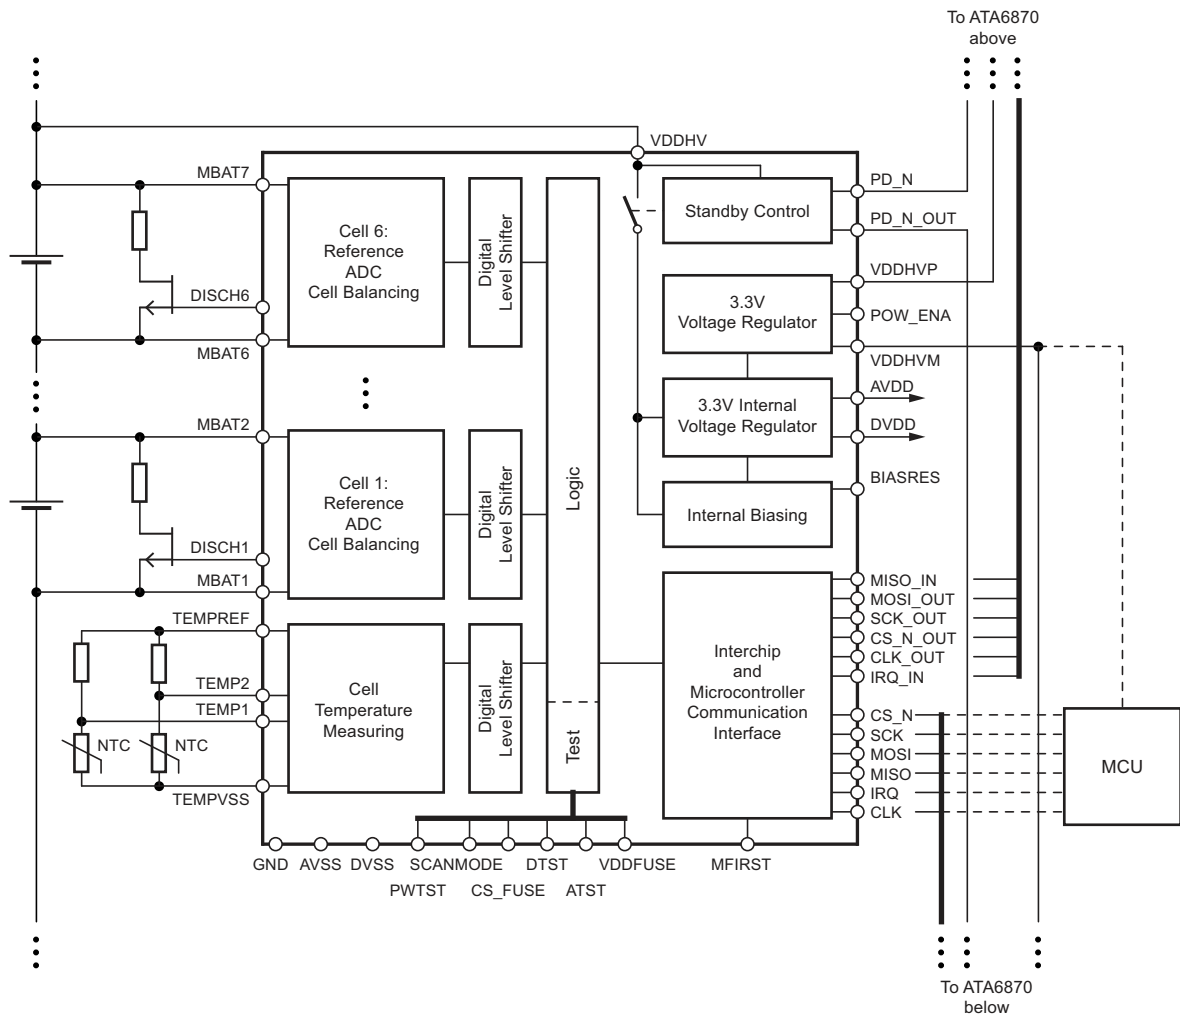 To ATA6870
above
VDDHV
MBAT7
Cell 6:
Reference
ADC
Cell Balancing
Digital
Level Shifter
Standby Control
PD_N
PD_N_OUT
DISCH6
MBAT6
3.3V
Voltage Regulator
VDDHVP
POW_ENA
VDDHVM
MBAT2
Cell 1:
Reference
ADC
Cell Balancing
Digital
Level Shifter
Logic
3.3V Internal
Voltage Regulator
AVDD
DVDD
BIASRES
Internal Biasing
DISCH1
MBAT1
TEMPREF
TEMP2
TEMP1
NTC
NTC
TEMPVSS
Cell
Temperature
Measuring
Digital
Level Shifter
Test
Interchip
and
Microcontroller
Communication
Interface
MISO_IN
MOSI_OUT
SCK_OUT
CS_N_OUT
CLK_OUT
IRQ_IN
CS_N
SCK
MOSI
MISO
IRQ
CLK
MCU
GND
AVSS
DVSS
SCANMODE
DTST
VDDFUSE
MFIRST
PWTST
CS_FUSE
ATST
To ATA6870
below